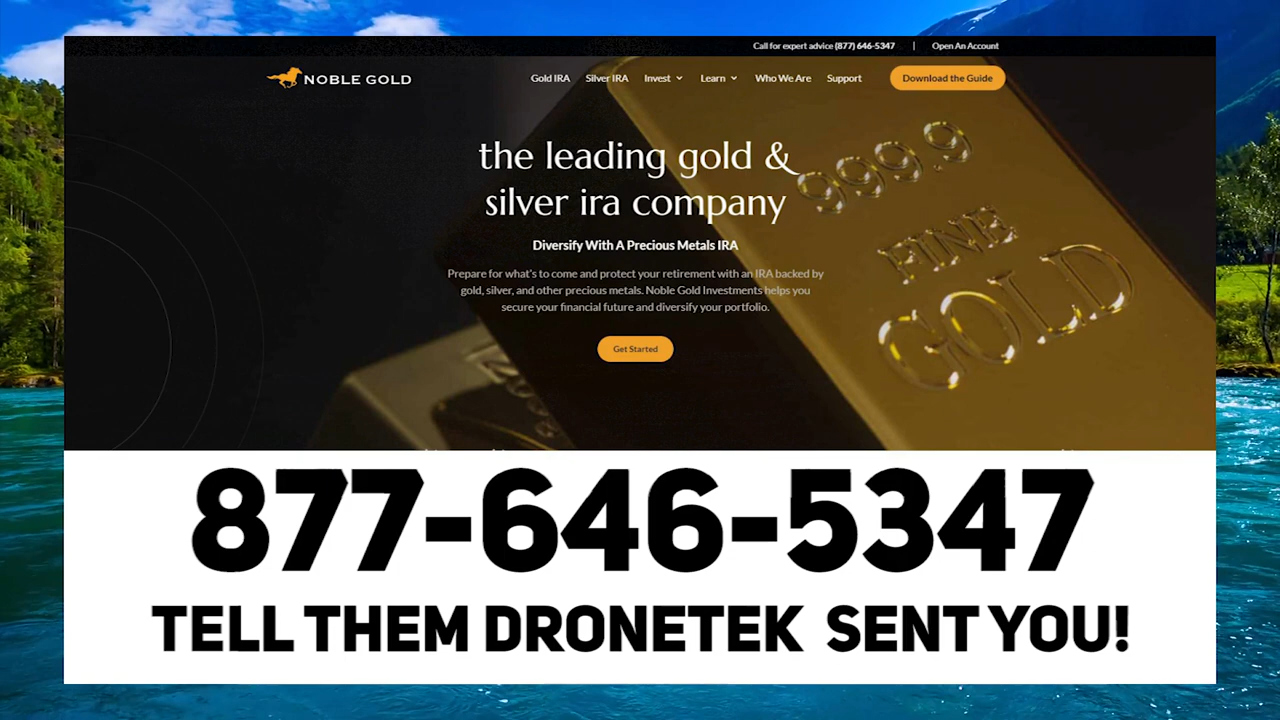 Call for expert advice (877) 646-5347 | Open An Account
NOBLE GOLD
Gold IRA Silver IRA Invest Learn Who We Are Support Download the Guide
the leading gold &
silver ira company
Diversify With A Precious Metals IRA
Prepare for what's to come and protect your retirement with an IRA backed by
gold, silver, and other precious metals. Noble Gold Investments helps you
secure your financial future and diversify your portfolio.
Get Started
999.9
FINE
GOLD
877-646-5347
TELL THEM DRONETEK SENT YOU!